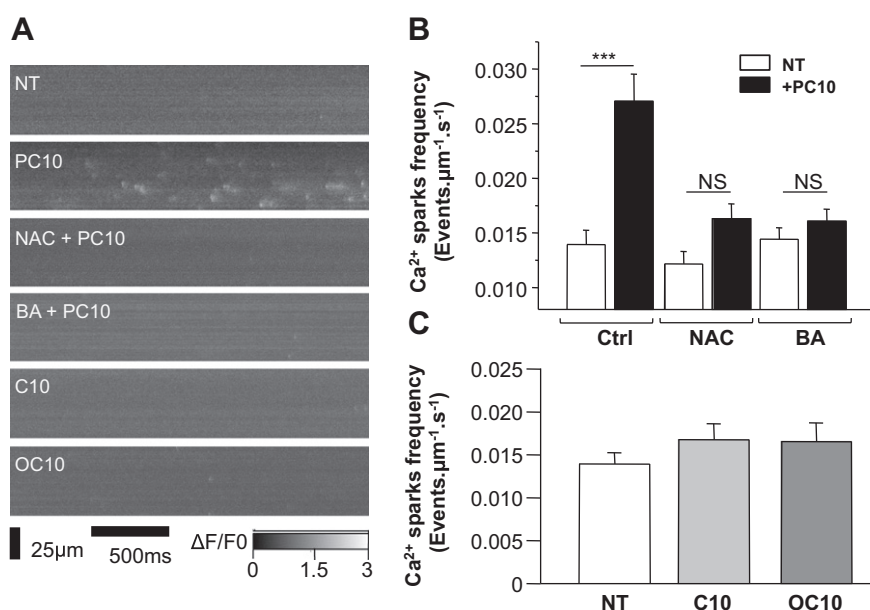 A
NT
PC10
NAC + PC10
BA + PC10
C10
OC10
25µm
500ms
ΔF/F0
0 1.5 3
B
Ca²⁺ sparks frequency
(Events.µm⁻¹.s⁻¹)
0.030
0.025
0.020
0.015
0.010
***
NS
NS
NT
+PC10
Ctrl NAC BA
C
Ca²⁺ sparks frequency
(Events.µm⁻¹.s⁻¹)
0.025
0.020
0.015
0.010
0.005
0
NT C10 OC10